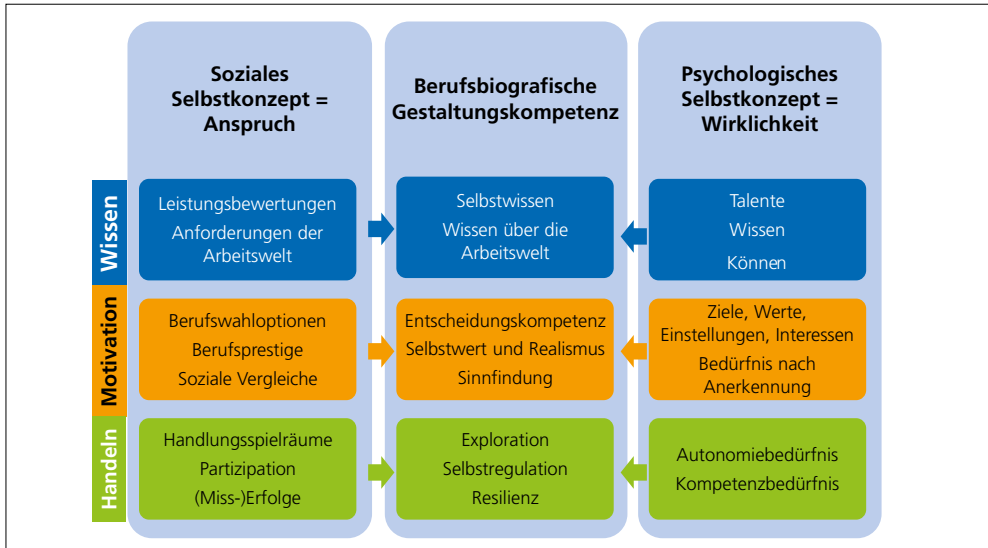 Soziales
Selbstkonzept =
Anspruch
Berufsbiografische
Gestaltungskompetenz
Psychologisches
Selbstkonzept =
Wirklichkeit
Wissen
Leistungsbewertungen
Anforderungen der
Arbeitswelt
Selbstwissen
Wissen über die
Arbeitswelt
Talente
Wissen
Können
Motivation
Berufswahloptionen
Berufsprestige
Soziale Vergleiche
Entscheidungskompetenz
Selbstwert und Realismus
Sinnfindung
Ziele, Werte,
Einstellungen, Interessen
Bedürfnis nach
Anerkennung
Handeln
Handlungsspielräume
Partizipation
(Miss-)Erfolge
Exploration
Selbstregulation
Resilienz
Autonomiebedürfnis
Kompetenzbedürfnis